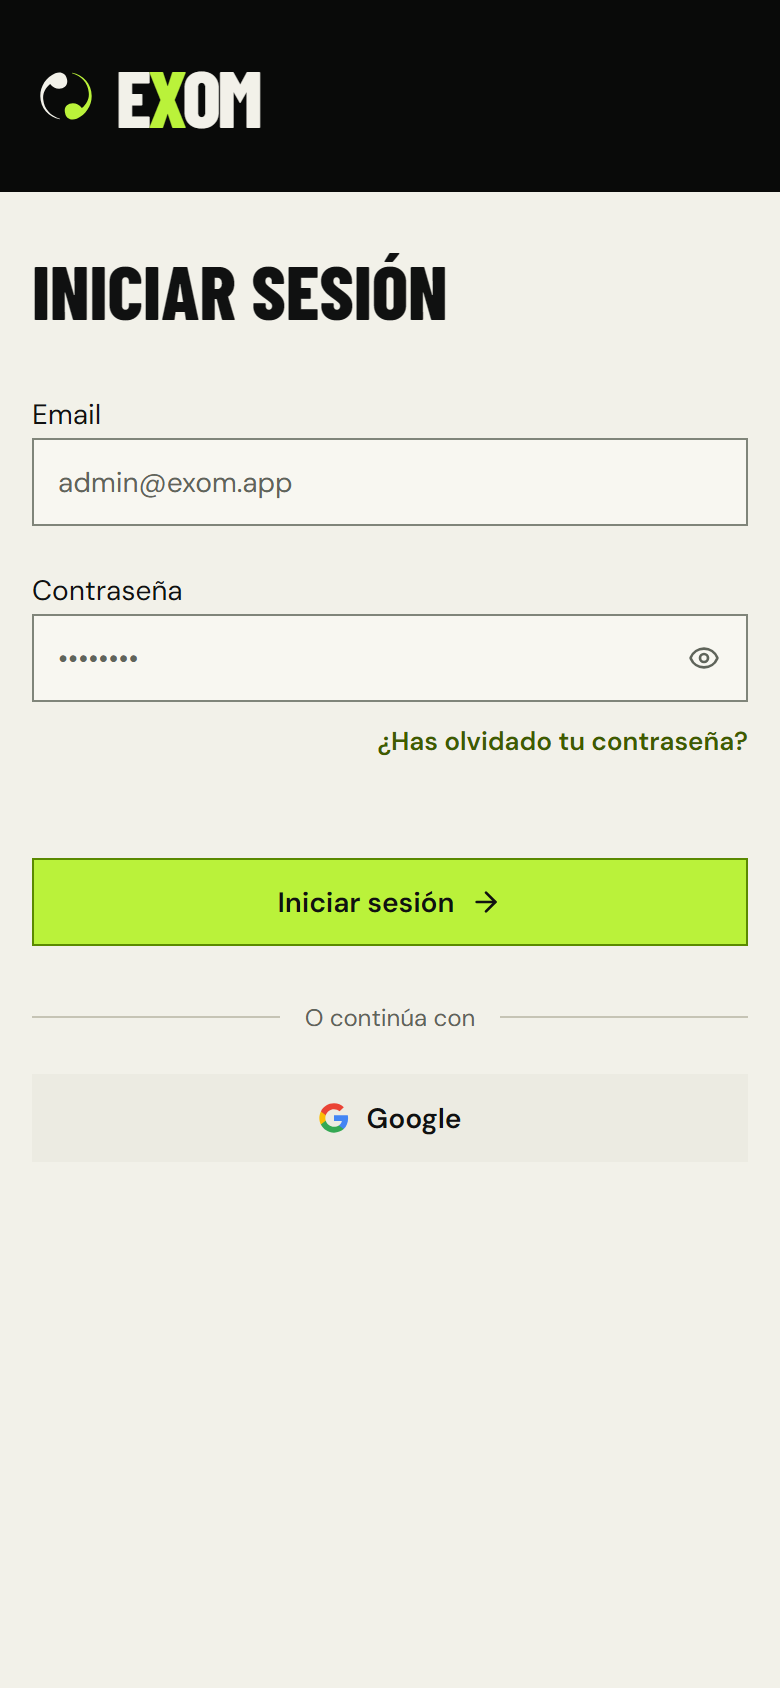 EXOM
INICIAR SESIÓN
Email
admin@exom.app
Contraseña
••••••••
¿Has olvidado tu contraseña?
Iniciar sesión →
O continúa con
Google